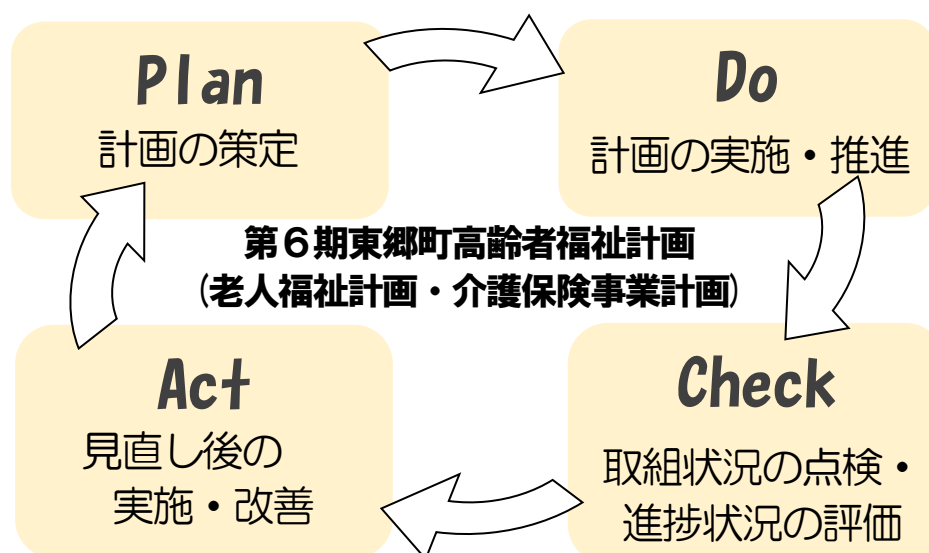 Plan
計画の策定
Do
計画の実施・推進
第６期東郷町高齢者福祉計画
（老人福祉計画・介護保険事業計画）
Act
見直し後の
実施・改善
Check
取組状況の点検・
進捗状況の評価